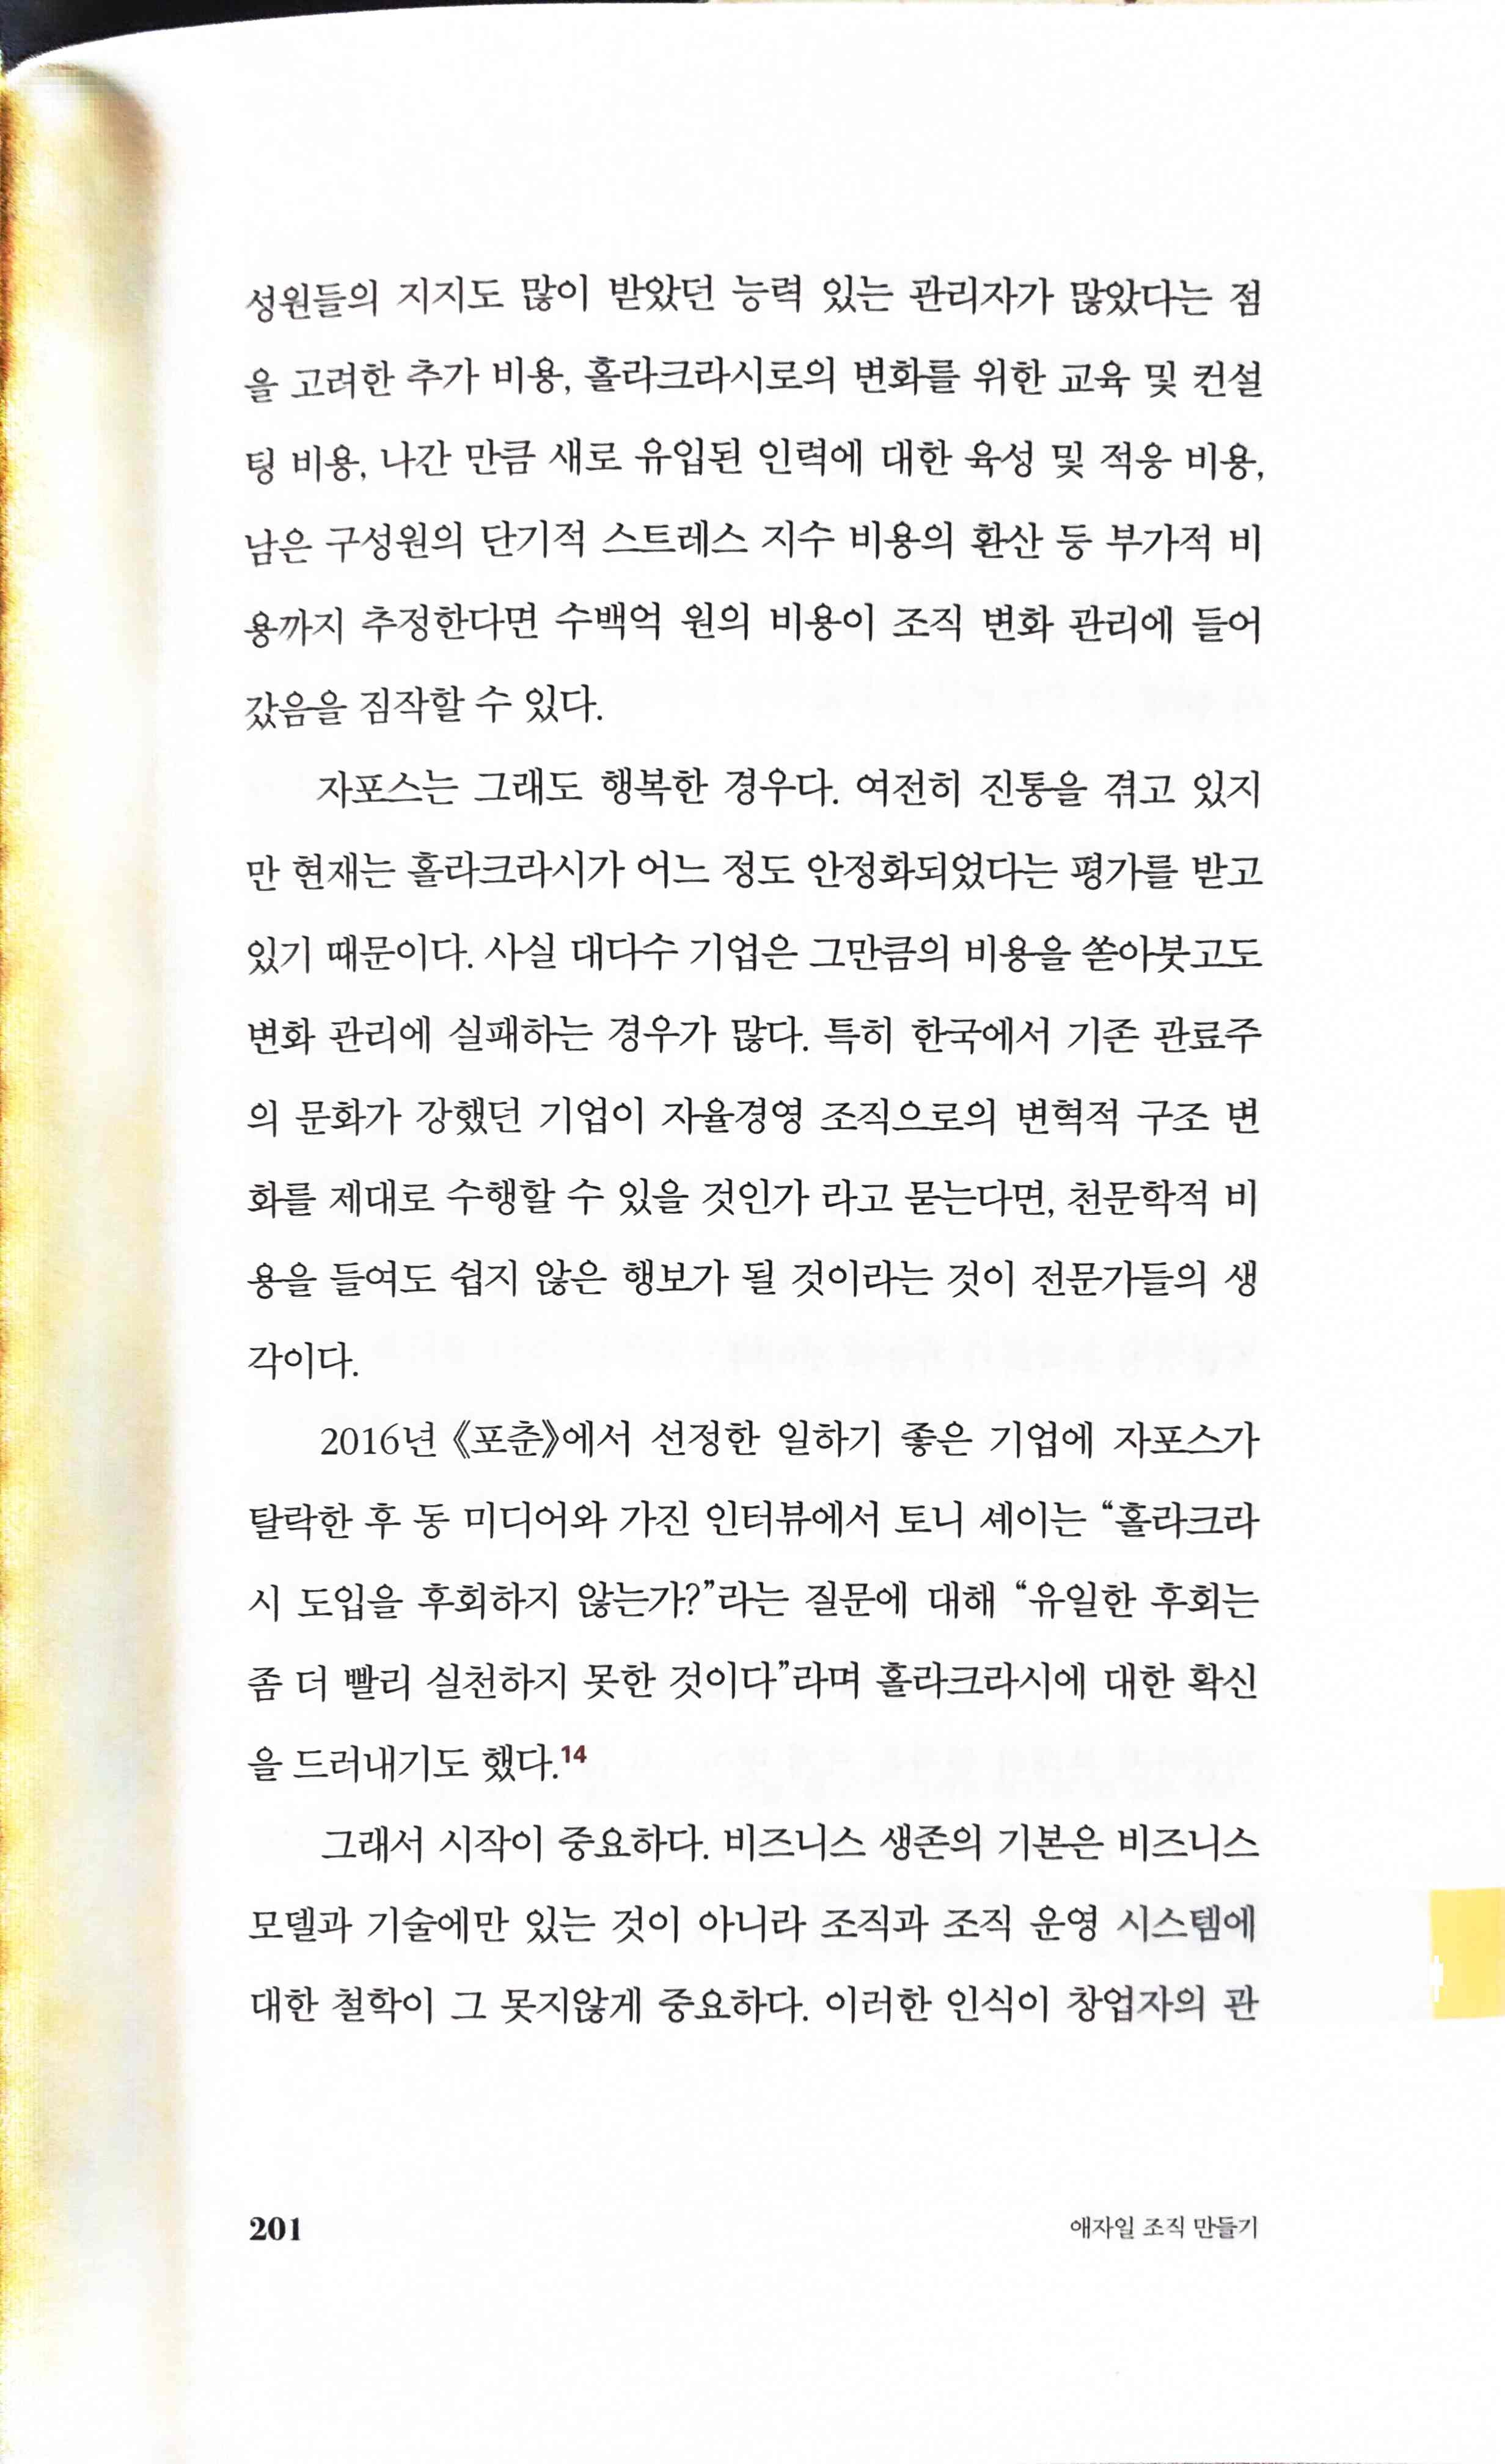 성원들의 지지도 많이 받았던 능력 있는 관리자가 많았다는 점
을 고려한 추가 비용, 홀라크라시로의 변화를 위한 교육 및 컨설
팅 비용, 나간 만큼 새로 유입된 인력에 대한 육성 및 적응 비용,
남은 구성원의 단기적 스트레스 지수 비용의 환산 등 부가적 비
용까지 추정한다면 수백억 원의 비용이 조직 변화 관리에 들어
갔음을 짐작할 수 있다.
자포스는 그래도 행복한 경우다. 여전히 진통을 겪고 있지
만 현재는 홀라크라시가 어느 정도 안정화되었다는 평가를 받고
있기 때문이다. 사실 대다수 기업은 그만큼의 비용을 쏟아붓고도
변화 관리에 실패하는 경우가 많다. 특히 한국에서 기존 관료주
의 문화가 강했던 기업이 자율경영 조직으로의 변혁적 구조 변
화를 제대로 수행할 수 있을 것인가 라고 묻는다면, 천문학적 비
용을 들여도 쉽지 않은 행보가 될 것이라는 것이 전문가들의 생
각이다.
2016년 《포춘》에서 선정한 일하기 좋은 기업에 자포스가
탈락한 후 동 미디어와 가진 인터뷰에서 토니 셰이는 “홀라크라
시 도입을 후회하지 않는가?”라는 질문에 대해 “유일한 후회는
좀 더 빨리 실천하지 못한 것이다”라며 홀라크라시에 대한 확신
을 드러내기도 했다.14
그래서 시작이 중요하다. 비즈니스 생존의 기본은 비즈니스
모델과 기술에만 있는 것이 아니라 조직과 조직 운영 시스템에
대한 철학이 그 못지않게 중요하다. 이러한 인식이 창업자의 관
201 애자일 조직 만들기